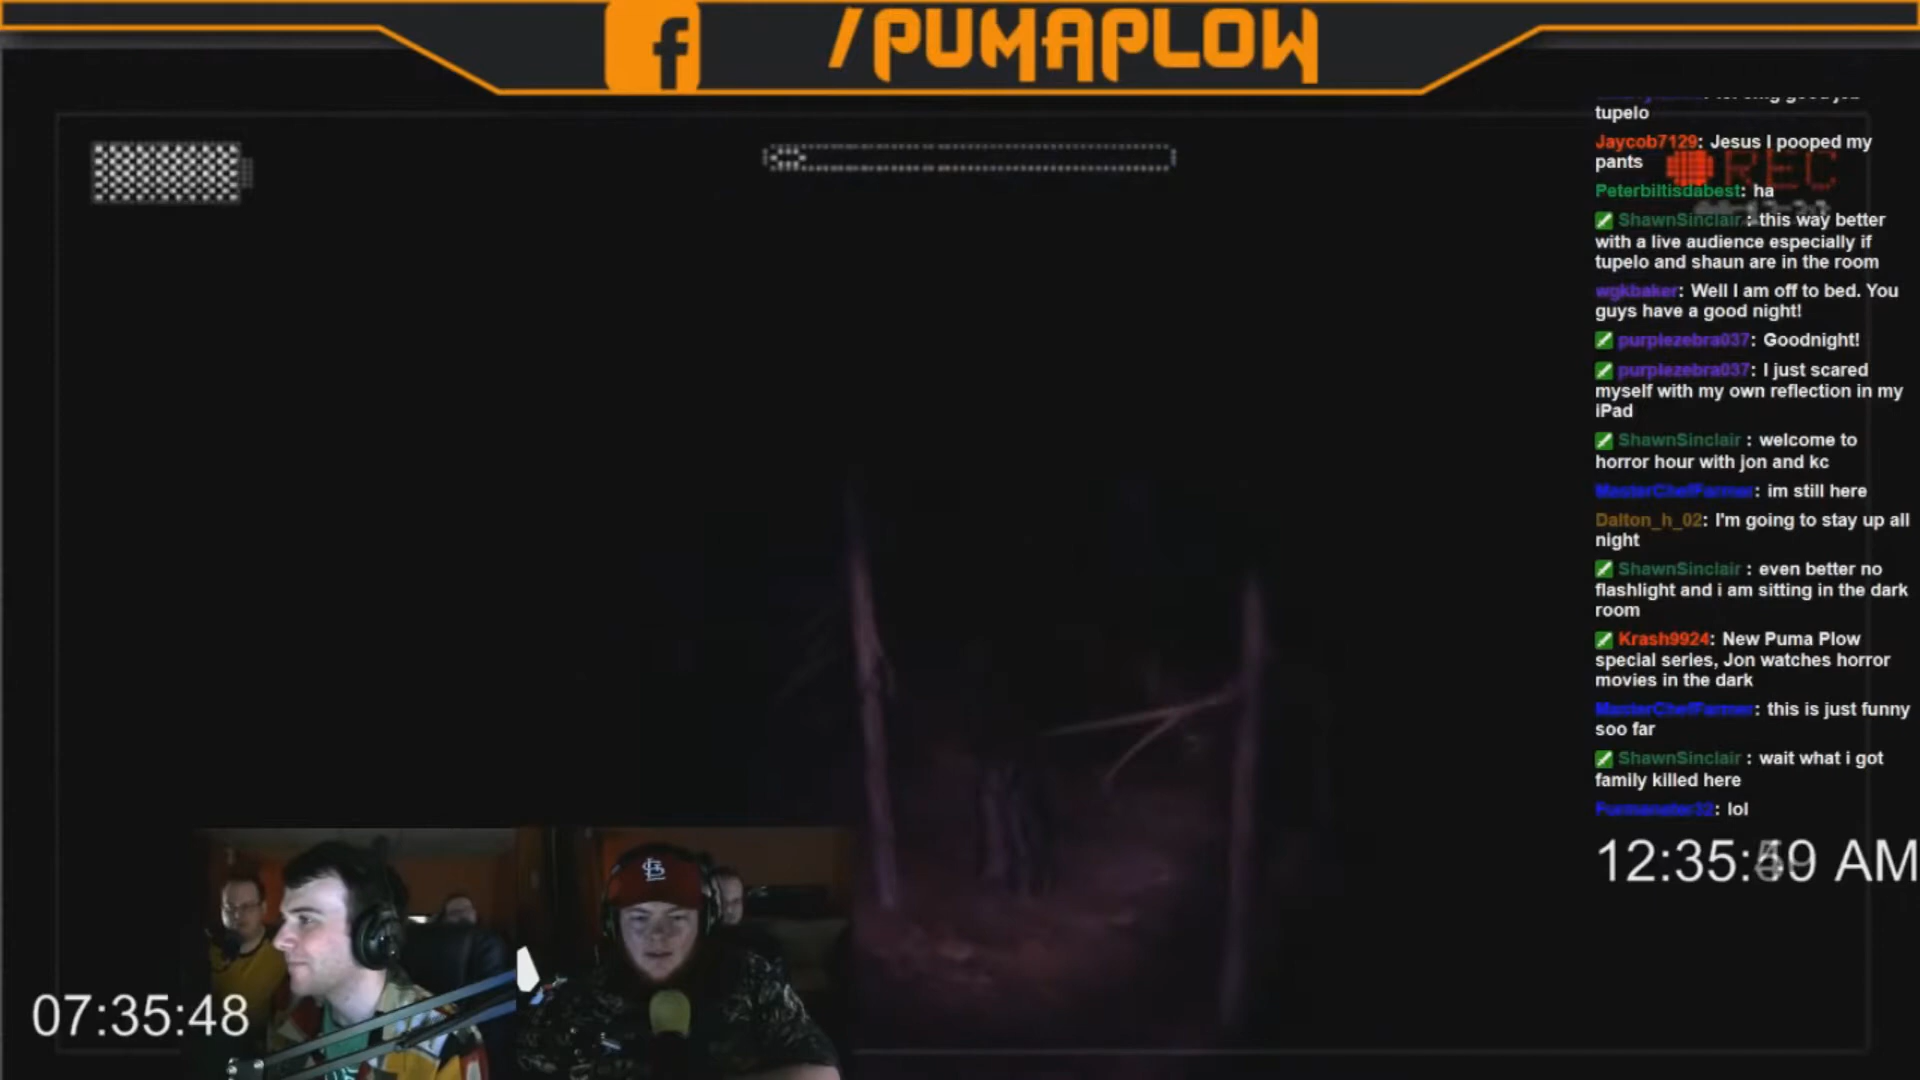 /PUMAPLOW
tupelo
Jaycob7129: Jesus I pooped my
pants
REC
Peterbiltisdabest: ha
ShawnSinclair : this way better
with a live audience especially if
tupelo and shaun are in the room
wgkbaker: Well I am off to bed. You
guys have a good night!
purplezebra037: Goodnight!
purplezebra037: I just scared
myself with my own reflection in my
iPad
ShawnSinclair : welcome to
horror hour with jon and kc
MasterChefFarmer: im still here
Dalton_h_02: I'm going to stay up all
night
ShawnSinclair : even better no
flashlight and i am sitting in the dark
room
Krash9924: New Puma Plow
special series, Jon watches horror
movies in the dark
MasterChefFarmer: this is just funny
soo far
ShawnSinclair : wait what i got
family killed here
: lol
AM
07:35:48